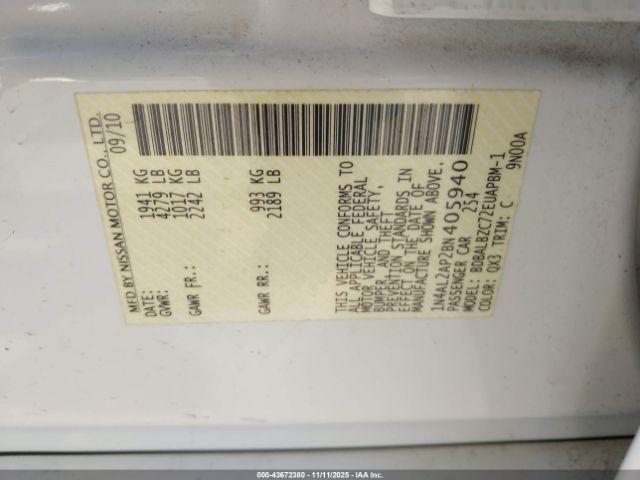 MFD BY NISSAN MOTOR CO., LTD.
DATE: 09/10
GVWR: 1941 KG
4279 LB
GAWR FR.: 1017 KG
2242 LB
GAWR RR.: 993 KG
2189 LB
THIS VEHICLE CONFORMS TO
ALL APPLICABLE FEDERAL
MOTOR VEHICLE SAFETY,
BUMPER, AND THEFT
PREVENTION STANDARDS IN
EFFECT ON THE DATE OF
MANUFACTURE SHOWN ABOVE.
1N4AL2AP2BN405940
PASSENGER CAR 254
MODEL: BDBALBZC72EUAPBM-1
COLOR: QX3 TRIM: C 9N00A
000-43672380 - 11/11/2025 - IAA Inc.